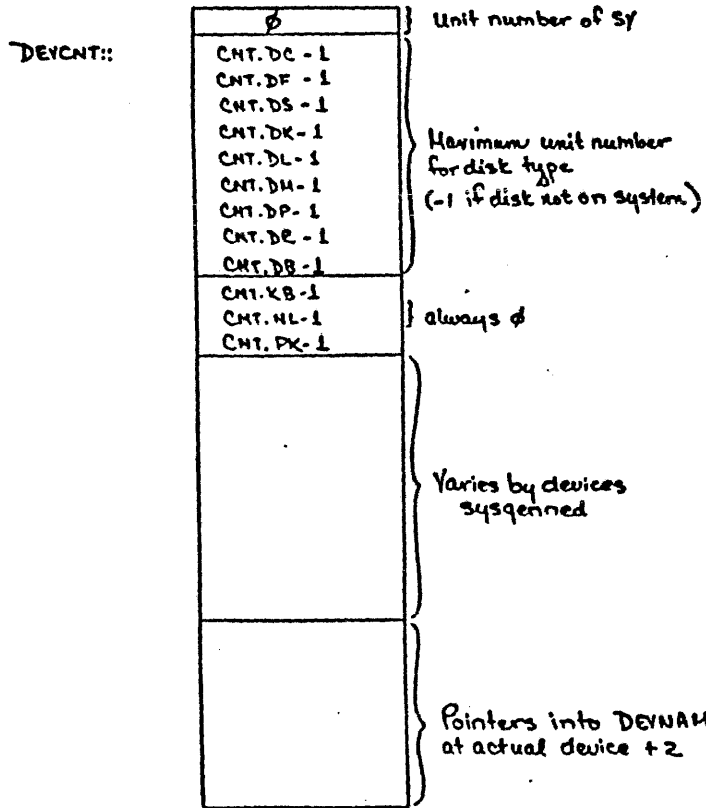 ø } Unit number of SY
DEVCNT::
CNT.DC - 1
CNT.DF - 1
CNT.DS - 1
CNT.DK - 1
CNT.DL - 1
CNT.DM - 1
CNT.DP - 1
CNT.DR - 1
CNT.DB - 1
Maximum unit number
for disk type
(-1 if disk not on system)
CNT.KB - 1
CNT.NL - 1
CNT.PK - 1
always ø
Varies by devices
sysgenned
Pointers into DEVNAM
at actual device +2